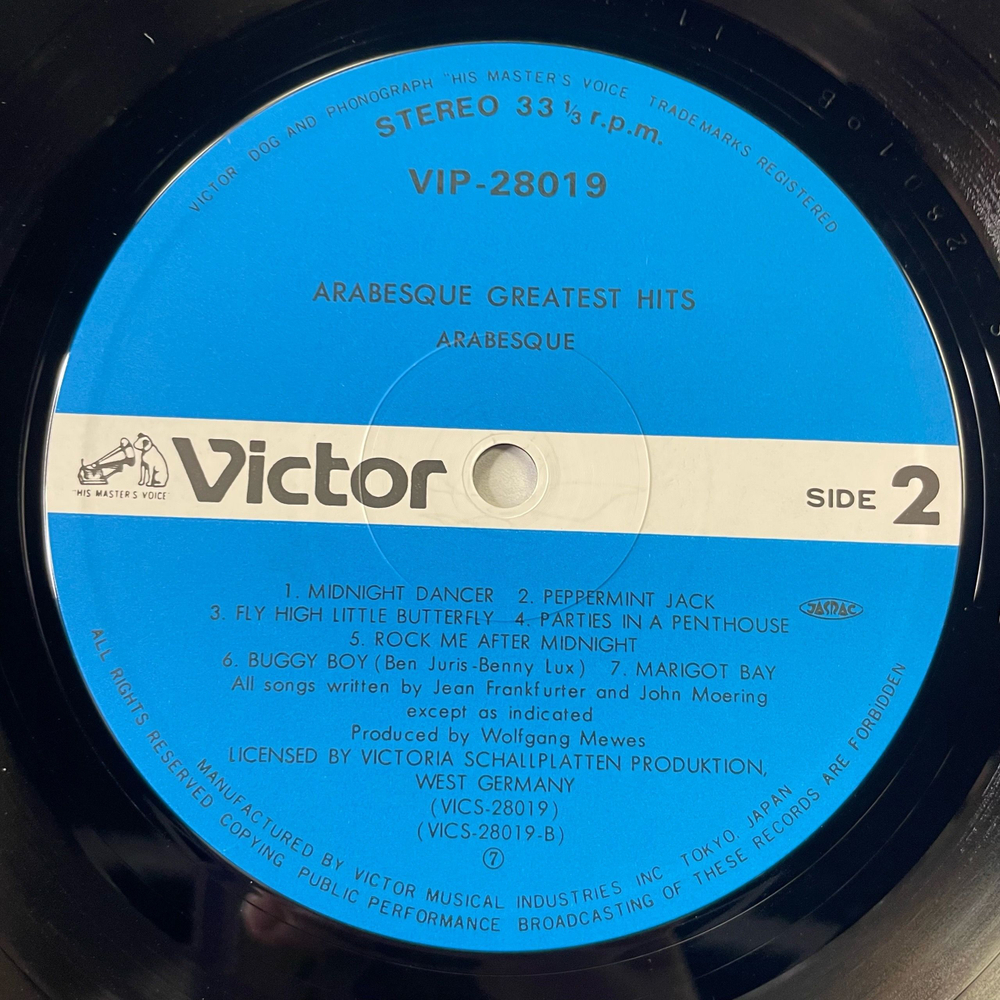 VICTOR DOG AND PHONOGRAPH "HIS MASTER'S VOICE" TRADEMARKS REGISTERED
STEREO 33 1/3 r.p.m.
VIP-28019
ARABESQUE GREATEST HITS
ARABESQUE
"HIS MASTER'S VOICE"
Victor
SIDE 2
1. MIDNIGHT DANCER 2. PEPPERMINT JACK
3. FLY HIGH LITTLE BUTTERFLY 4. PARTIES IN A PENTHOUSE
JASRAC
5. ROCK ME AFTER MIDNIGHT
6. BUGGY BOY (Ben Juris-Benny Lux) 7. MARIGOT BAY
All songs written by Jean Frankfurter and John Moering
except as indicated
Produced by Wolfgang Mewes
LICENSED BY VICTORIA SCHALLPLATTEN PRODUKTION,
WEST GERMANY
(VICS-28019)
(VICS-28019-B)
⑦
MANUFACTURED BY VICTOR MUSICAL INDUSTRIES INC TOKYO. JAPAN
ALL RIGHTS RESERVED COPYING PUBLIC PERFORMANCE BROADCASTING OF THESE RECORDS ARE FORBIDDEN